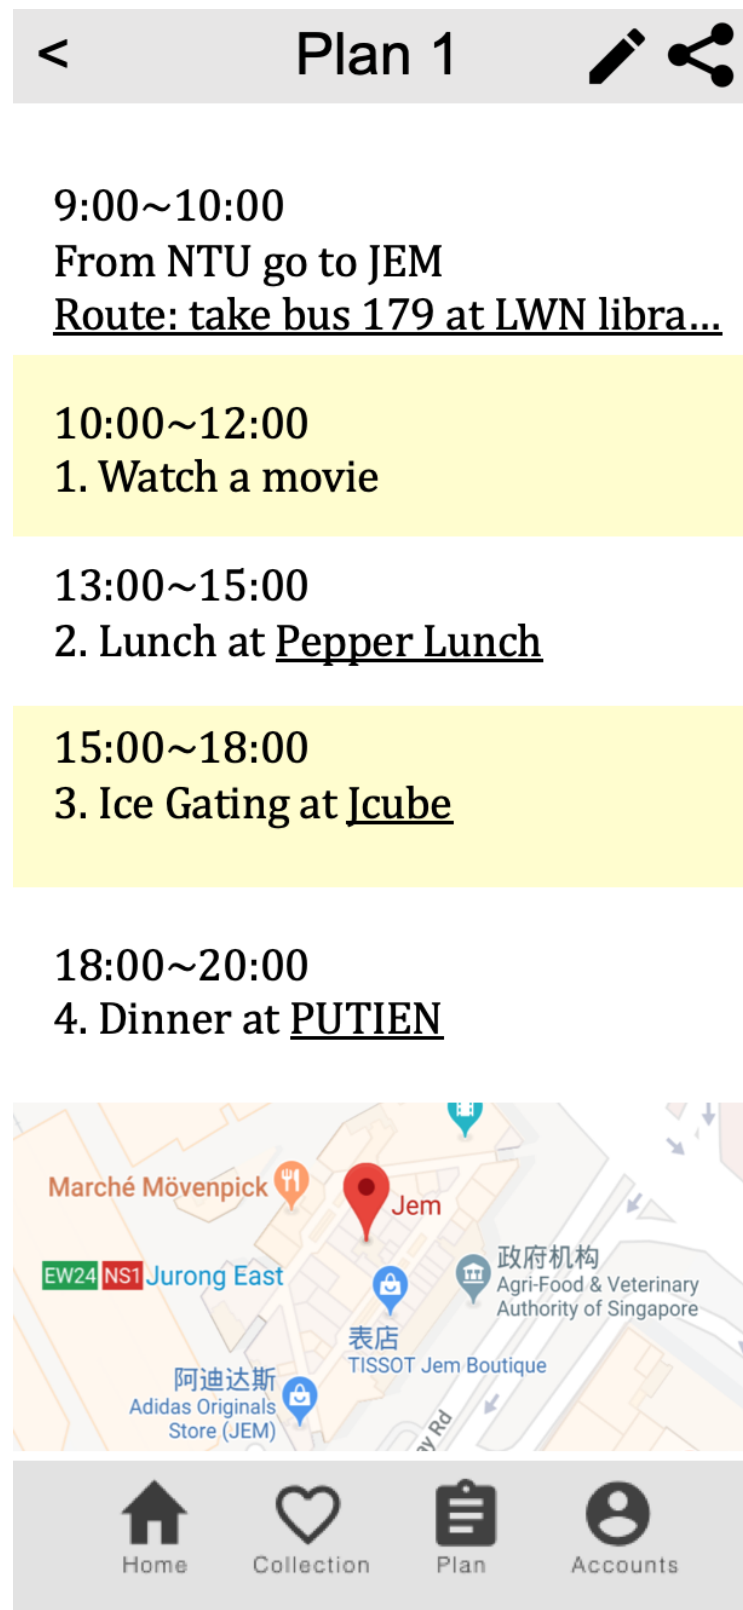 <
Plan 1
9:00~10:00
From NTU go to JEM
Route: take bus 179 at LWN libra...
10:00~12:00
1. Watch a movie
13:00~15:00
2. Lunch at Pepper Lunch
15:00~18:00
3. Ice Gating at Jcube
18:00~20:00
4. Dinner at PUTIEN
Marché Mövenpick
Jem
EW24 NS1 Jurong East
政府机构
Agri-Food & Veterinary
Authority of Singapore
表店
TISSOT Jem Boutique
阿迪达斯
Adidas Originals
Store (JEM)
ay Rd
Home Collection Plan Accounts